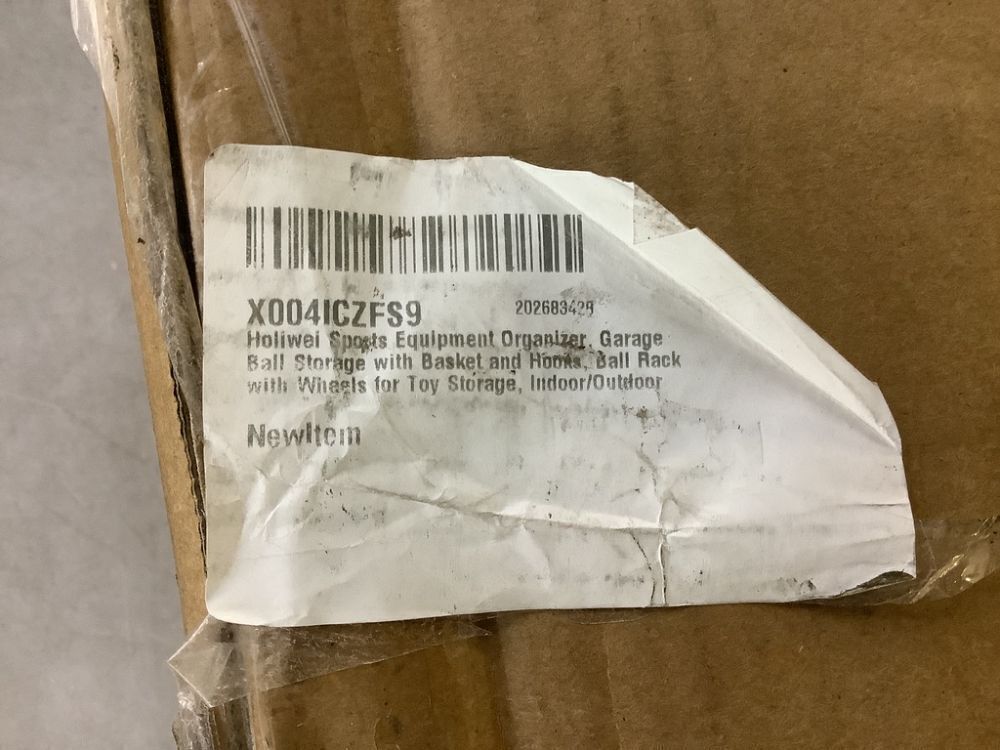 X004ICZFS9 202683428
Holiwei Sports Equipment Organizer, Garage
Ball Storage with Basket and Hooks, Ball Rack
with Wheels for Toy Storage, Indoor/Outdoor
NewItem